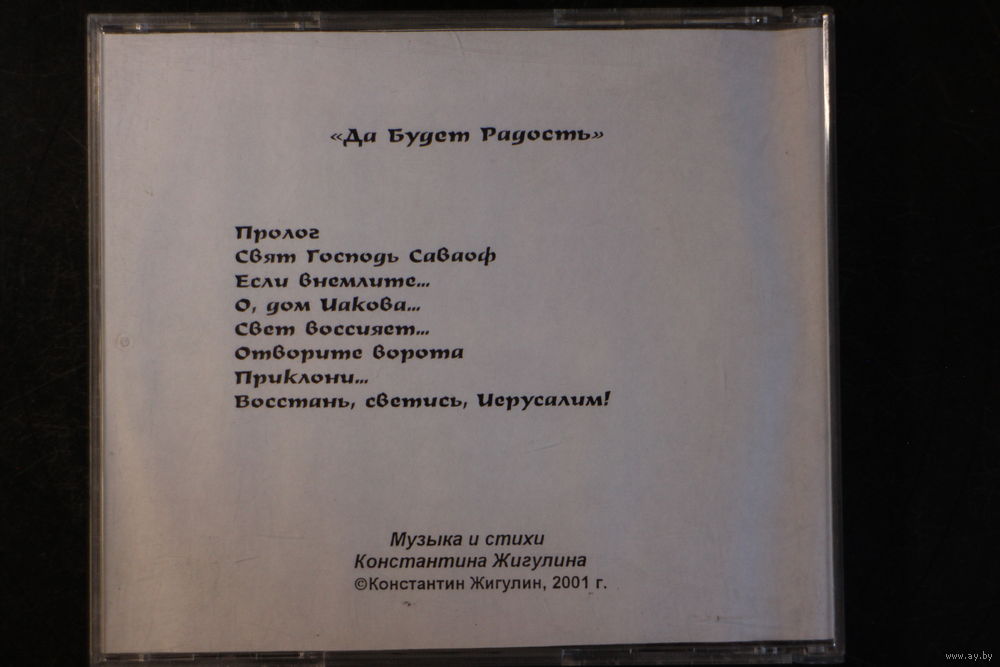 «Да Будет Радость»
Пролог
Свят Господь Саваоф
Если внемлите...
О, дом Иакова...
Свет воссияет...
Отворите ворота
Приклони...
Восстань, светись, Иерусалим!
Музыка и стихи
Константина Жигулина
©Константин Жигулин, 2001 г.
www.ay.by